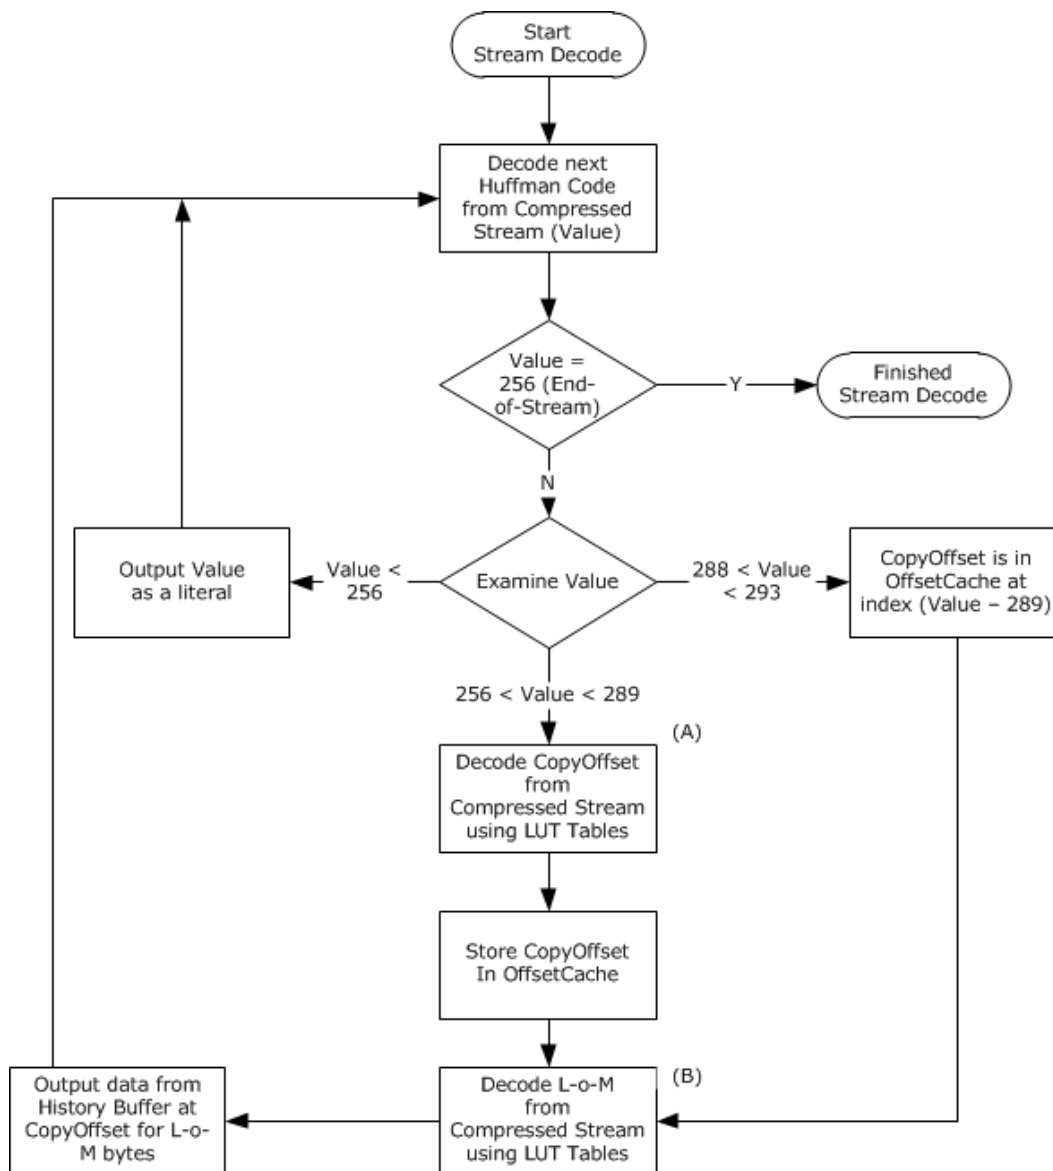 Start
Stream Decode
Decode next
Huffman Code
from Compressed
Stream (Value)
Value =
256 (End-
of-Stream)
Y
Finished
Stream Decode
N
Output Value
as a literal
Value <
256
Examine Value
288 < Value
< 293
CopyOffset is in
OffsetCache at
index (Value – 289)
256 < Value < 289
(A)
Decode CopyOffset
from
Compressed Stream
using LUT Tables
Store CopyOffset
In OffsetCache
Output data from
History Buffer at
CopyOffset for L-o-
M bytes
(B)
Decode L-o-M
from
Compressed Stream
using LUT Tables